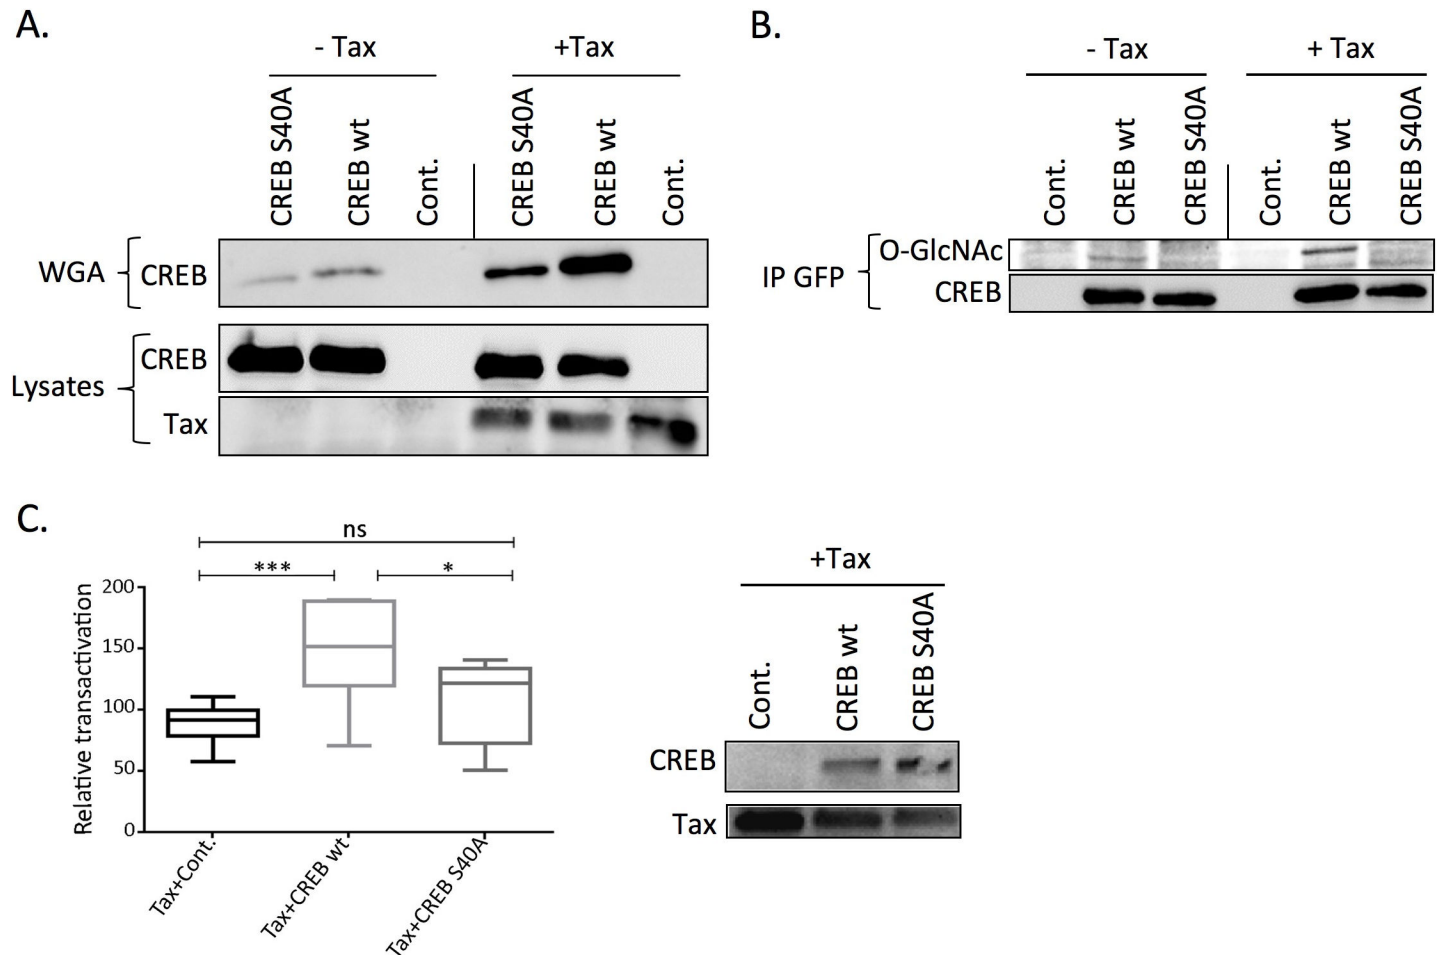 A.
- Tax
+Tax
CREB S40A
CREB wt
Cont.
CREB S40A
CREB wt
Cont.
WGA
CREB
Lysates
CREB
Tax
B.
- Tax
+ Tax
Cont.
CREB wt
CREB S40A
Cont.
CREB wt
CREB S40A
IP GFP
O-GlcNAc
CREB
C.
ns
***
*
Relative transactivation
200
150
100
50
0
Tax+Cont.
Tax+CREB wt
Tax+CREB S40A
+Tax
Cont.
CREB wt
CREB S40A
CREB
Tax